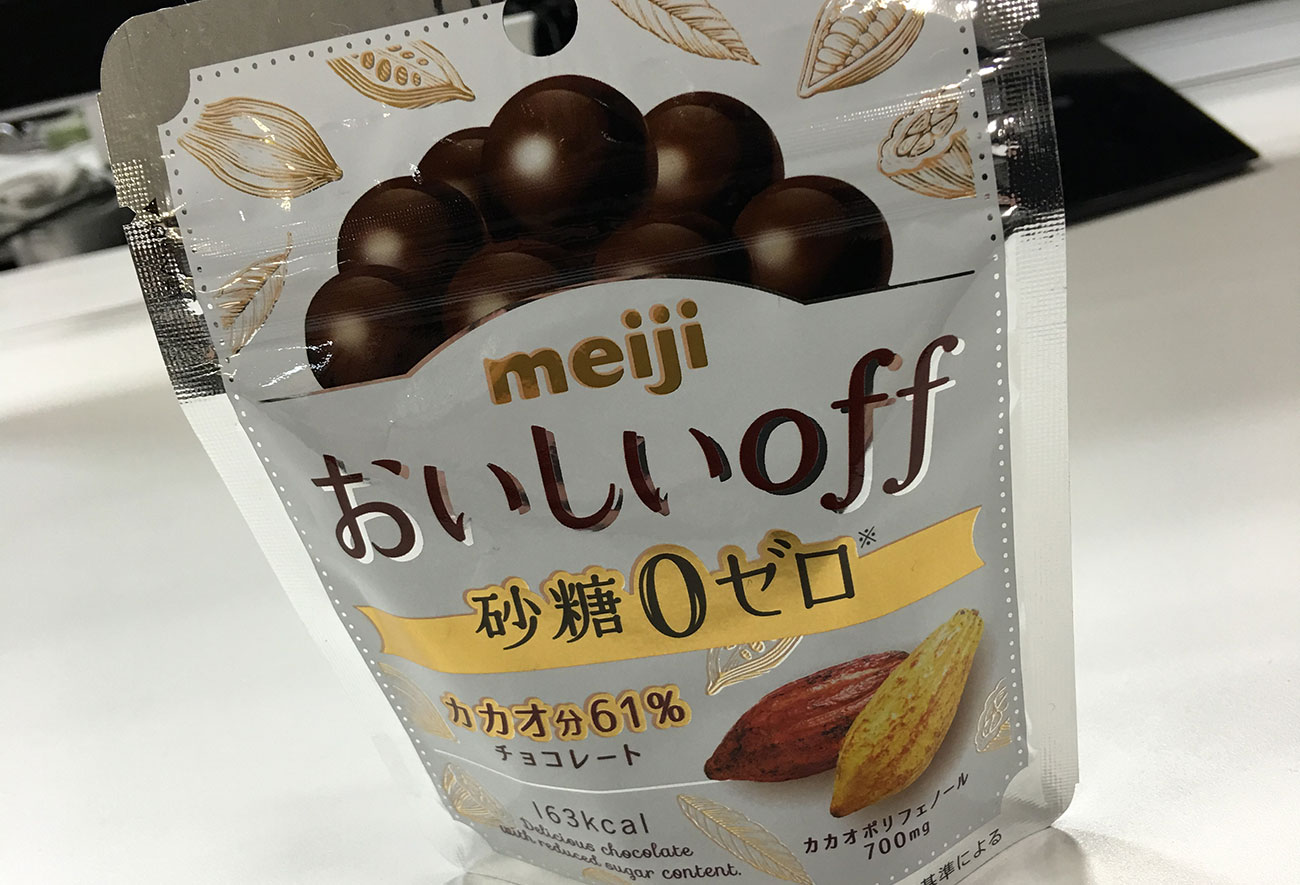 meiji
おいしいoff
砂糖0ゼロ※
カカオ分61%
チョコレート
163kcal
Delicious chocolate
with reduced sugar content.
カカオポリフェノール
700mg
基準による